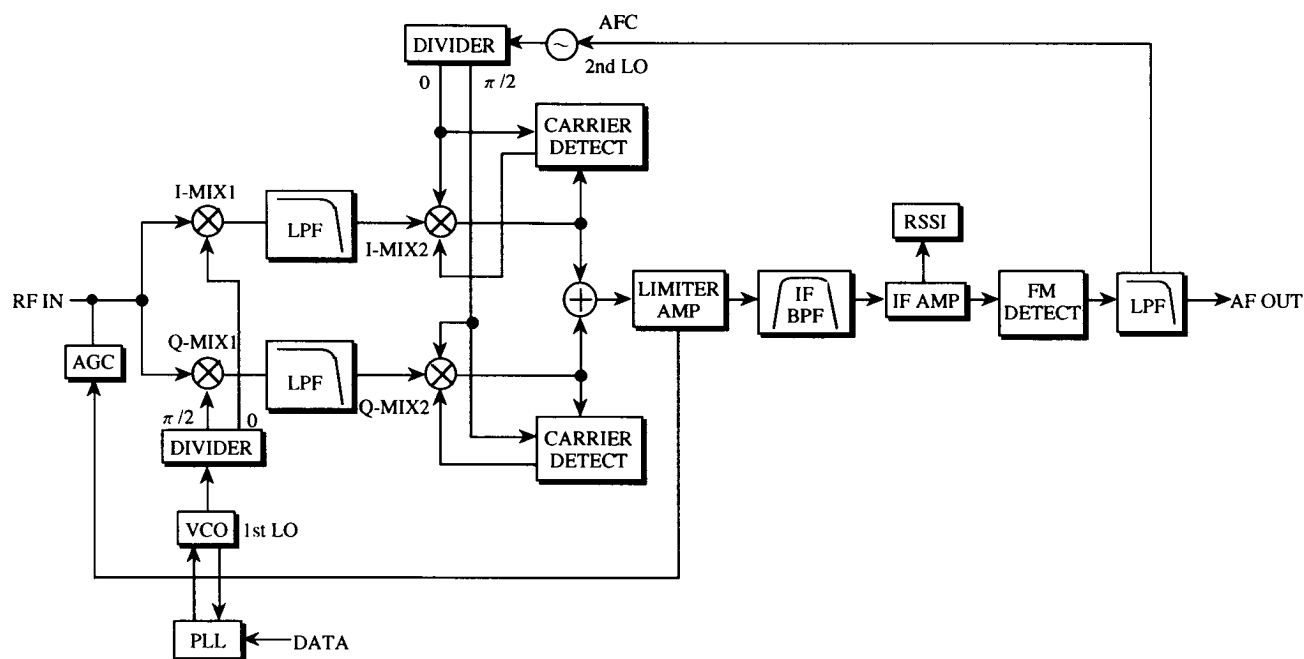 AFC
DIVIDER
2nd LO
0
π/2
CARRIER
DETECT
I-MIX1
LPF
I-MIX2
RSSI
RF IN
LIMITER
AMP
IF
BPF
IF AMP
FM
DETECT
LPF
AF OUT
AGC
Q-MIX1
LPF
Q-MIX2
π/2
0
DIVIDER
CARRIER
DETECT
VCO
1st LO
PLL
DATA